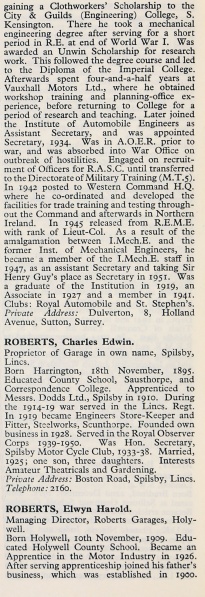 gaining a Clothworkers' Scholarship to the
City & Guilds (Engineering) College, S.
Kensington. There he took a mechanical
engineering degree after serving for a short
period in R.E. at end of World War I. Was
awarded an Unwin Scholarship for research
work. This followed the degree course and led
to the Diploma of the Imperial College.
Afterwards spent four-and-a-half years at
Vauxhall Motors Ltd., where he obtained
workshop training and planning-office ex-
perience, before returning to College for a
period of research and teaching. Later joined
the Institute of Automobile Engineers as
Assistant Secretary, and was appointed
Secretary, 1934. Was in A.O.E.R. prior to
war, and was absorbed into War Office on
outbreak of hostilities. Engaged on recruit-
ment of Officers for R.A.S.C. until transferred
to the Directorate of Military Training (M.T.5).
In 1942 posted to Western Command H.Q.
where he co-ordinated and developed the
facilities for trade training and testing through-
out the Command and afterwards in Northern
Ireland. In 1945 released from R.E.M.E.
with rank of Lieut-Col. As a result of the
amalgamation between I.Mech.E. and the
former Inst. of Mechanical Engineers, he
became a member of the I.Mech.E. staff in
1947, as an assistant Secretary and taking Sir
Henry Guy's place as Secretary in 1951. Was
a graduate of the Institution in 1919, an
Associate in 1927 and a member in 1941.
Clubs: Royal Automobile and St. Stephen's.
Private Address: Dulverton, 8, Holland
Avenue, Sutton, Surrey.
ROBERTS, Charles Edwin.
Proprietor of Garage in own name, Spilsby,
Lincs.
Born Harrington, 18th November, 1895.
Educated County School, Sausthorpe, and
Correspondence College. Apprenticed to
Messrs. Dodds Ltd., Spilsby in 1910. During
the 1914-19 war served in the Lincs. Regt.
In 1919 became Engineers Store-Keeper and
Fitter, Steelworks, Scunthorpe. Founded own
business in 1928. Served in the Royal Observer
Corps 1939-1950. Was Hon. Secretary,
Spilsby Motor Cycle Club, 1933-38. Married,
1925; one son, three daughters. Interests
Amateur Theatricals and Gardening.
Private Address: Boston Road, Spilsby, Lincs.
Telephone: 2160.
ROBERTS, Elwyn Harold.
Managing Director, Roberts Garages, Holy-
well.
Born Holywell, 10th November, 1909. Edu-
cated Holywell County School. Became an
Apprentice in the Motor Industry in 1926.
After serving apprenticeship joined his father's
business, which was established in 1900.